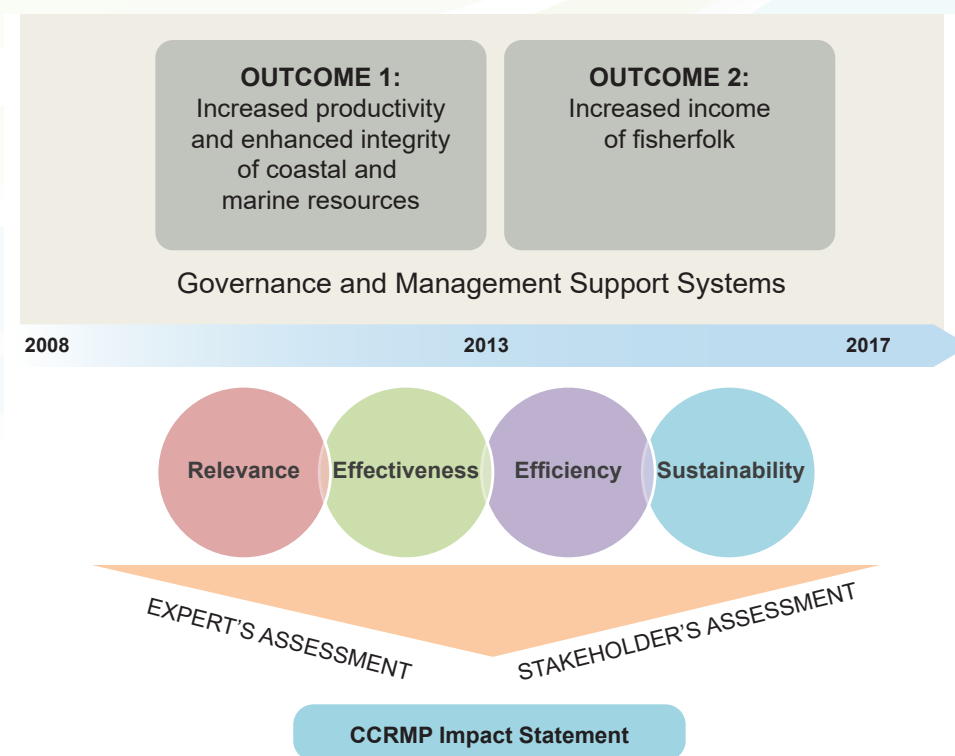 OUTCOME 1:
Increased productivity
and enhanced integrity
of coastal and
marine resources
OUTCOME 2:
Increased income
of fisherfolk
Governance and Management Support Systems
2008 2013 2017
Relevance Effectiveness Efficiency Sustainability
EXPERT'S ASSESSMENT
STAKEHOLDER'S ASSESSMENT
CCRMP Impact Statement